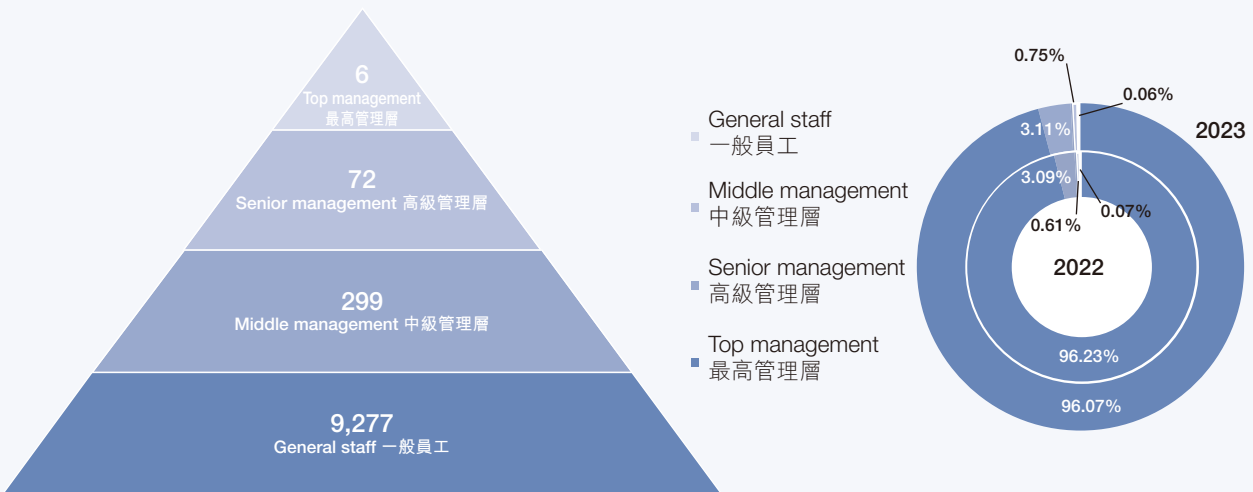 6
Top management
最高管理層
72
Senior management 高級管理層
299
Middle management 中級管理層
9,277
General staff 一般員工
General staff
一般員工
Middle management
中級管理層
Senior management
高級管理層
Top management
最高管理層
0.75%
0.06%
2023
3.11%
3.09%
0.07%
0.61%
2022
96.23%
96.07%